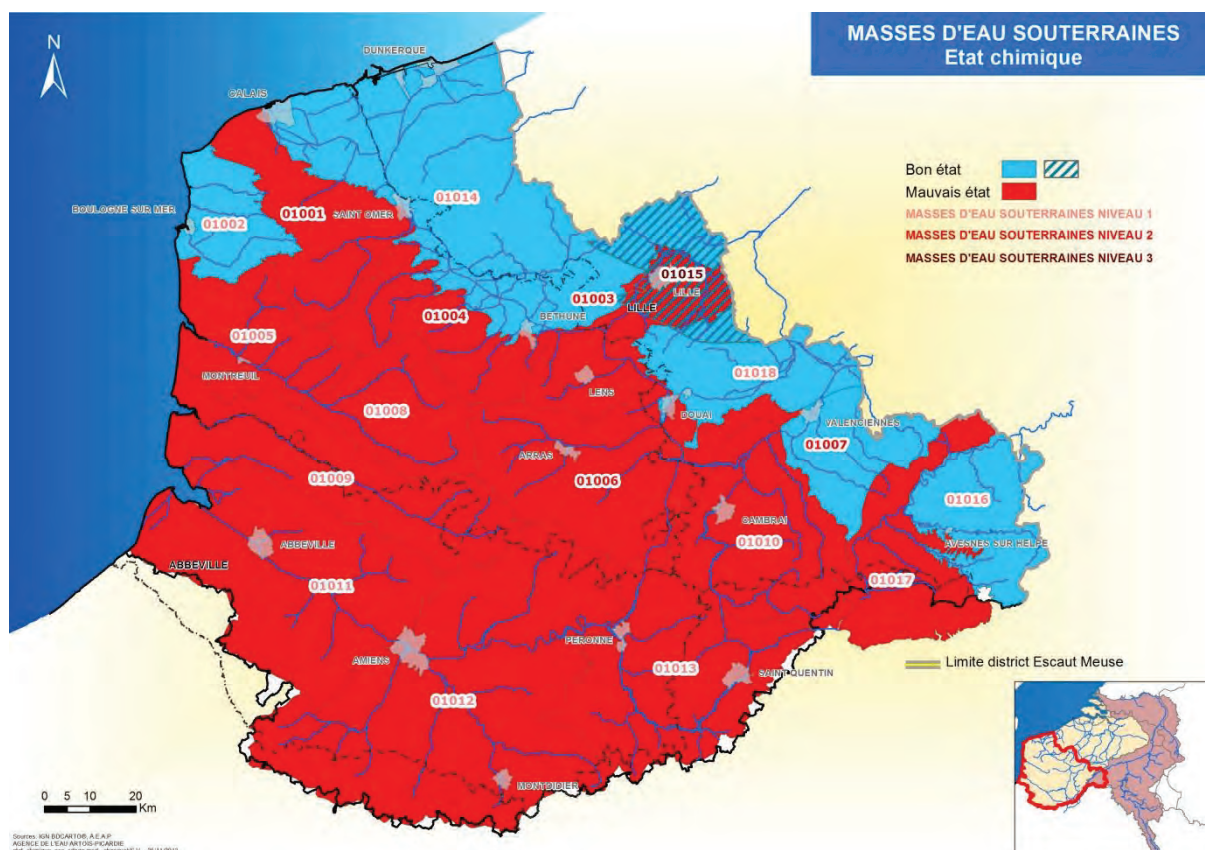 MASSES D'EAU SOUTERRAINES
Etat chimique
N
DUNKERQUE
CALAIS
Bon état
Mauvais état
MASSES D'EAU SOUTERRAINES NIVEAU 1
MASSES D'EAU SOUTERRAINES NIVEAU 2
MASSES D'EAU SOUTERRAINES NIVEAU 3
BOULOGNE SUR MER
01002
01001
SAINT OMER
01014
01015
LILLE
01003
LILLE
01004
BETHUNE
01005
MONTREUIL
01018
LENS
01008
DOUAI
VALENCIENNES
01007
ARRAS
01009
01006
01016
CAMBRAI
01010
ABBEVILLE
AVESNES SUR HELPE
ABBEVILLE
01011
01017
PERONNE
AMIENS
01013
SAINT QUENTIN
Limite district Escaut Meuse
01012
MONTDIDIER
0 5 10 20
Km
Sources: IGN BDCARTO®, A.E.A.P
AGENCE DE L'EAU ARTOIS-PICARDIE